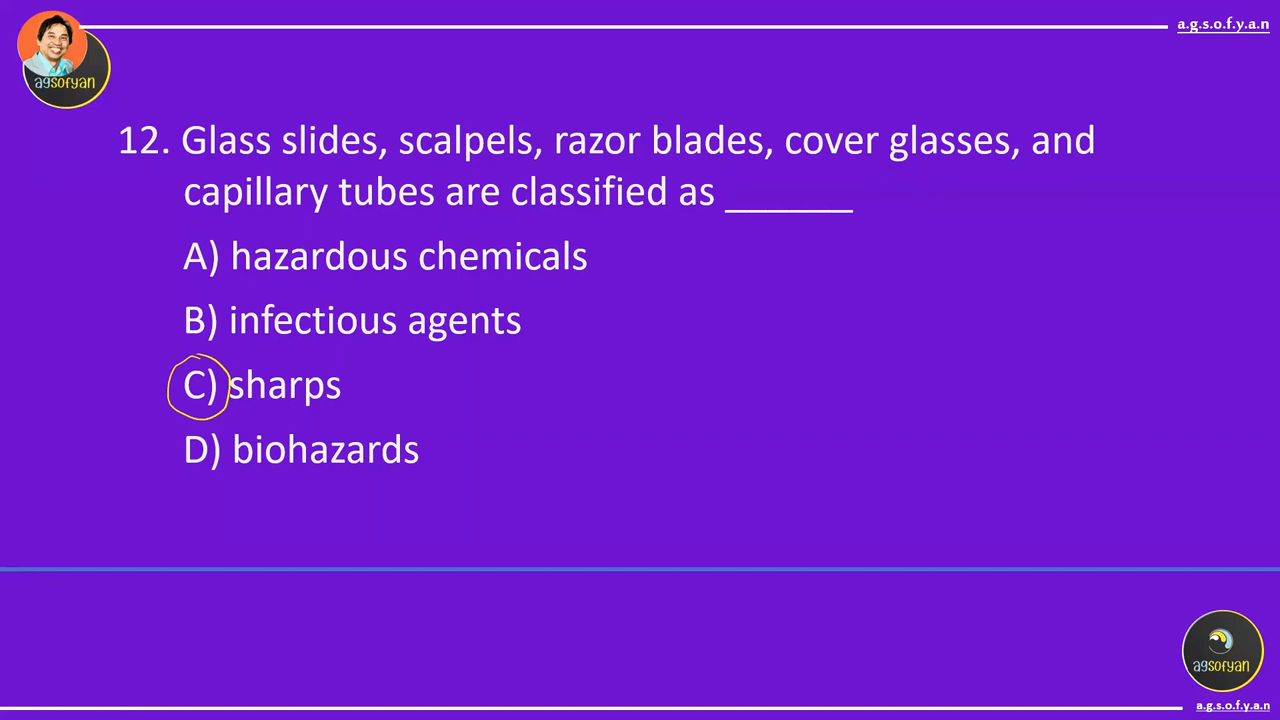 a.g.s.o.f.y.a.n
agsofyan
12. Glass slides, scalpels, razor blades, cover glasses, and
capillary tubes are classified as ______
A) hazardous chemicals
B) infectious agents
C) sharps
D) biohazards
agsofyan
a.g.s.o.f.y.a.n